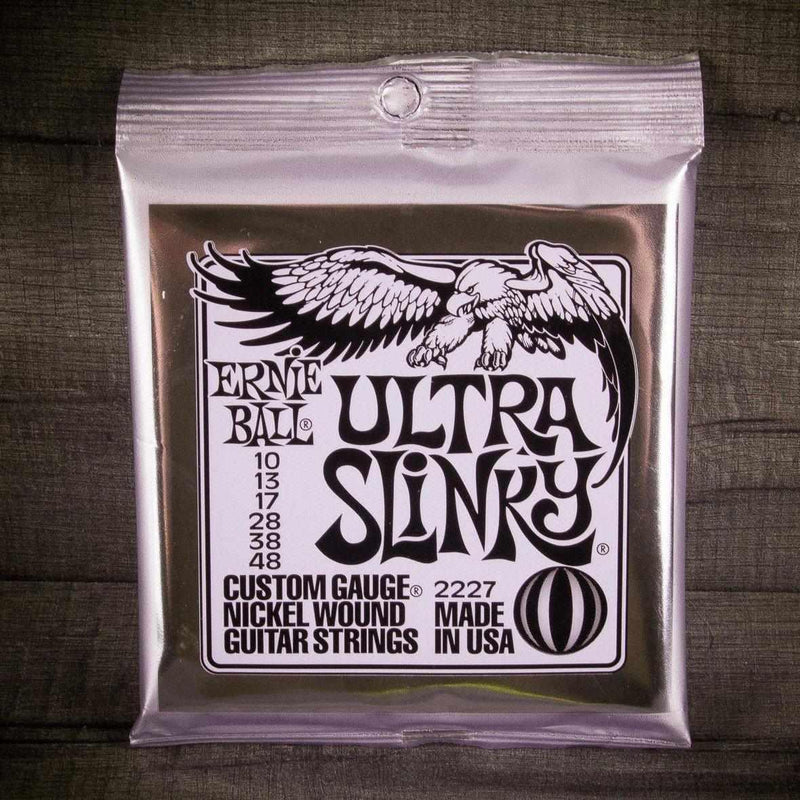 ERNiE
BALL®
ULTRA
SLiNKY®
10
13
17
28
38
48
CUSTOM GAUGE®
NICKEL WOUND
GUITAR STRINGS
2227
MADE
IN USA